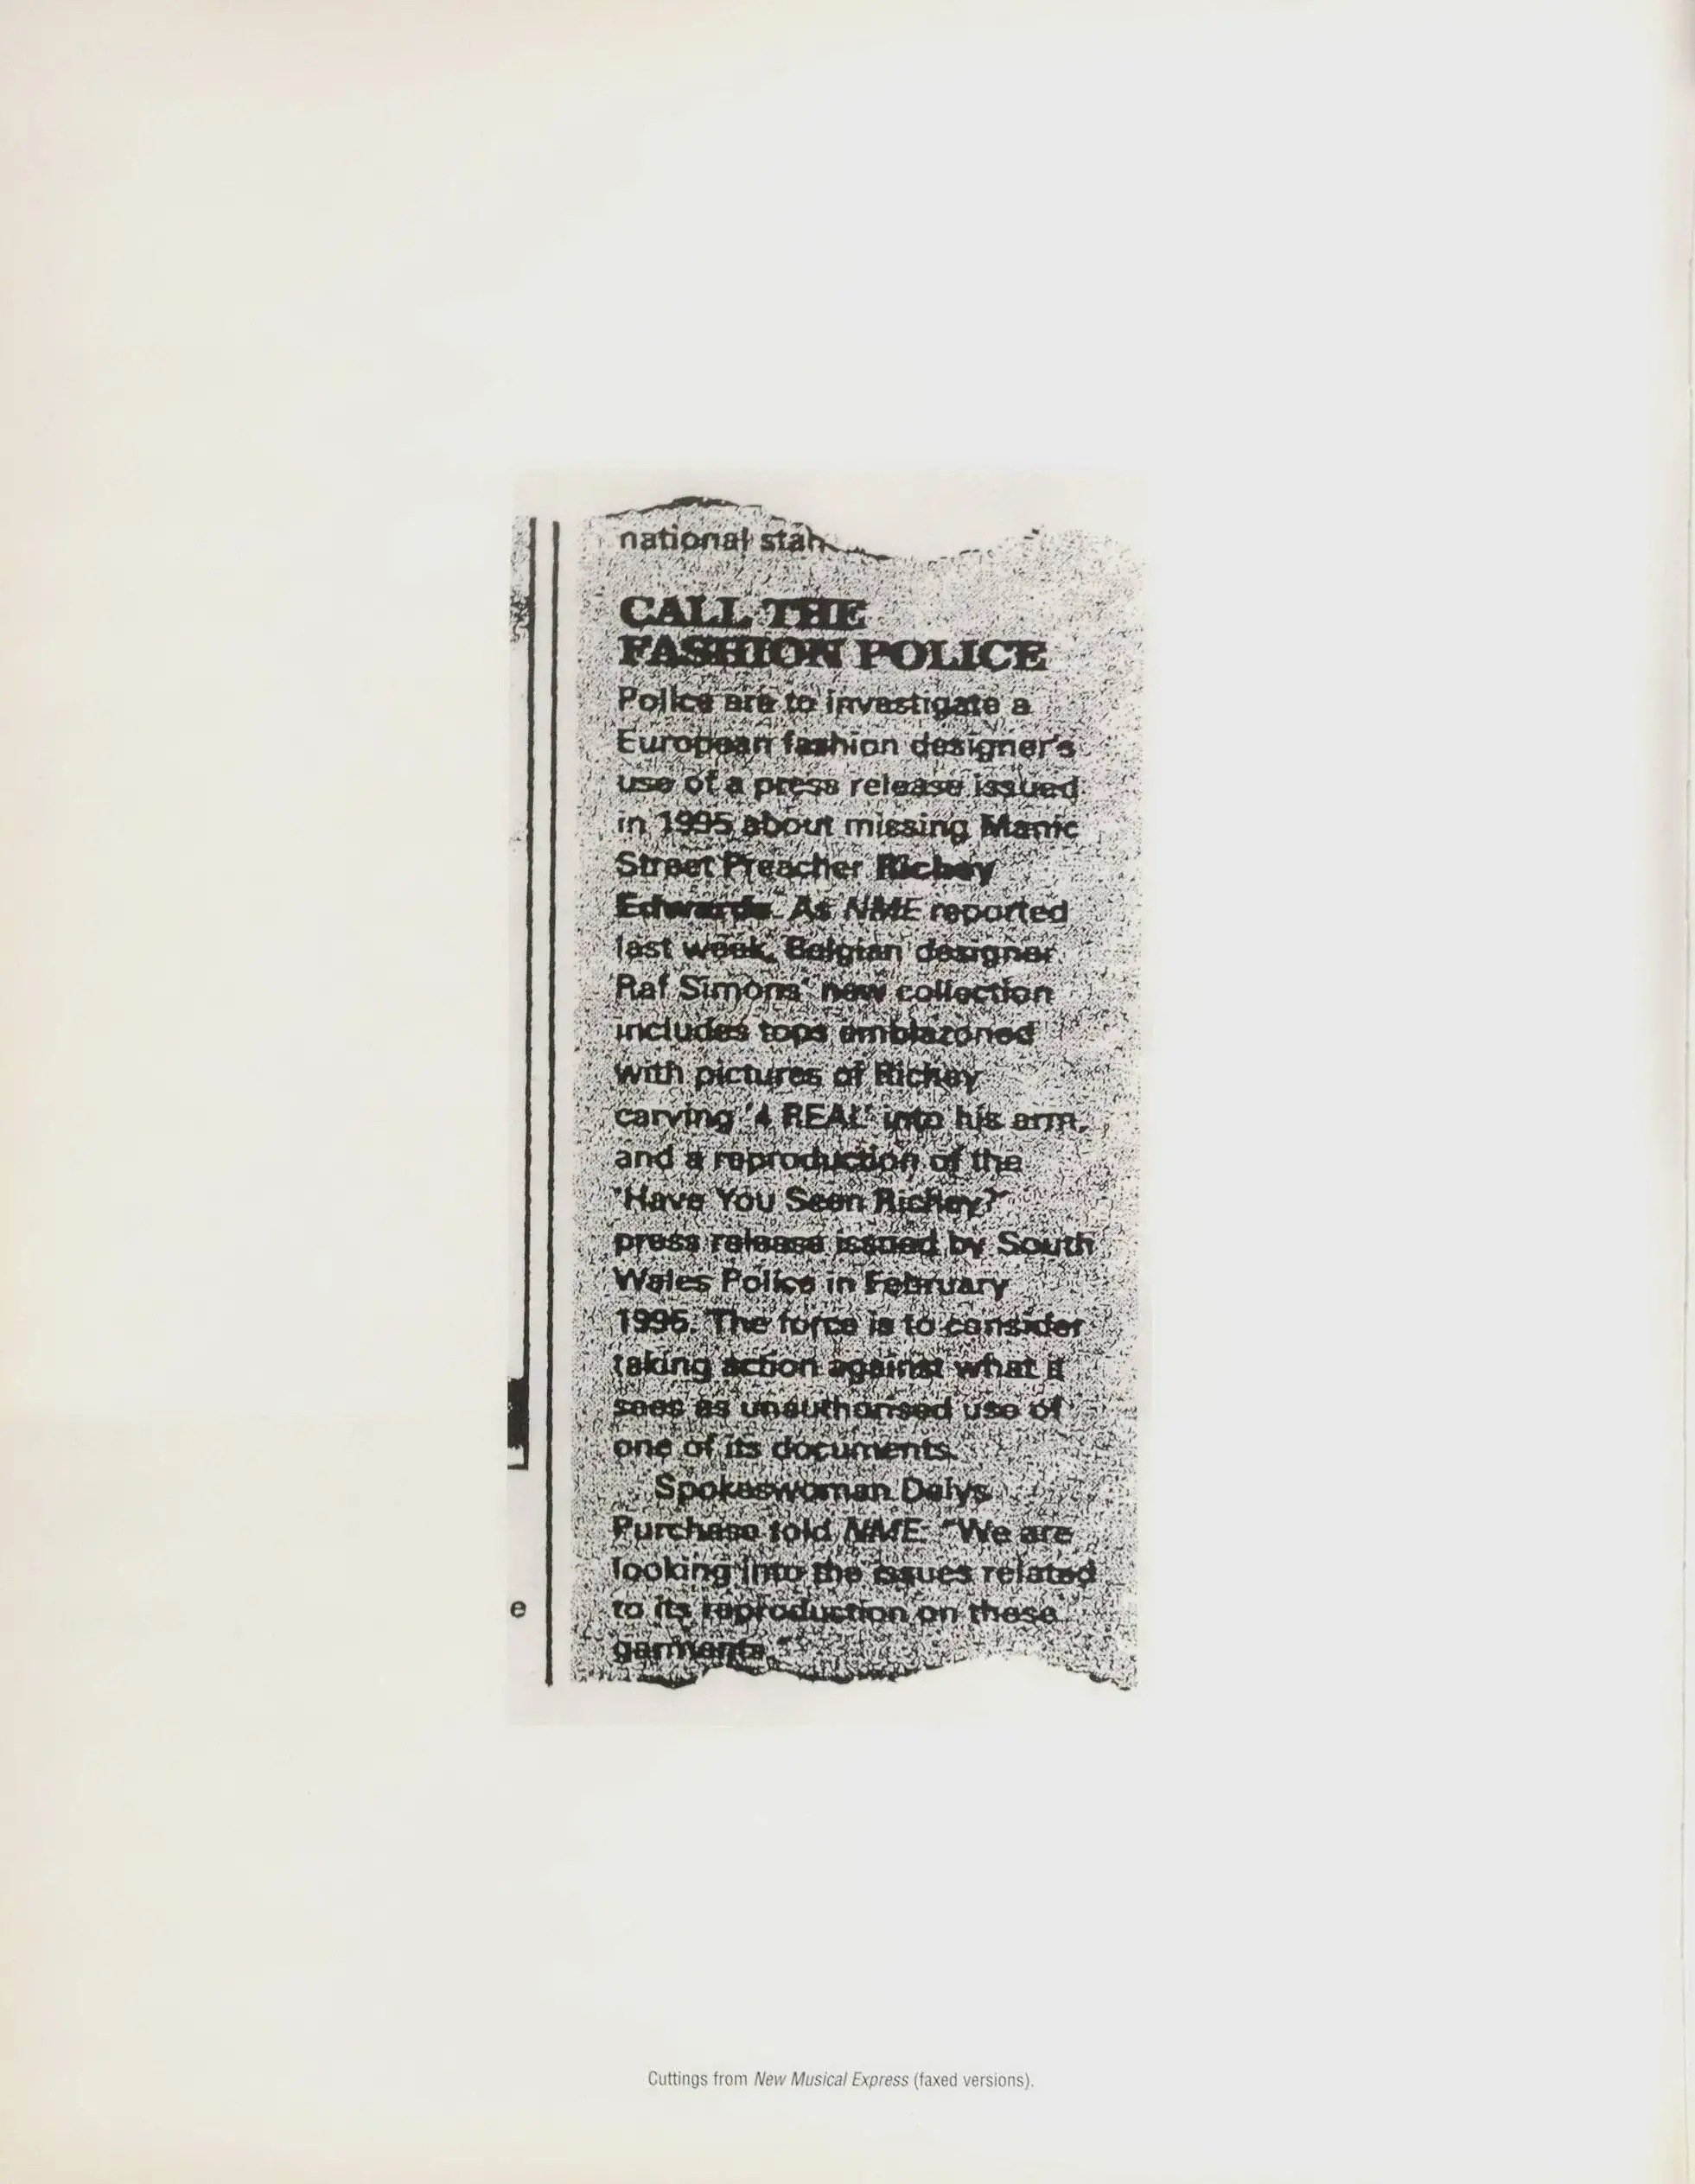 national
CALL THE
FASHION POLICE
Police are to investigate a
European fashion designer's
use of a press release issued
in 1995 about missing Manic
Street Preacher Richey
Edwards. As NME reported
last week, Belgian designer
Raf Simons' new collection
includes tops emblazoned
with pictures of Richey
carving '4 REAL' into his arm,
and a reproduction of the
'Have You Seen Richey?'
press release issued by South
Wales Police in February
1995. The force is to consider
taking action against what it
sees as unauthorised use of
one of its documents.
Spokeswoman Delys
Purchase told NME: "We are
looking into the issues related
to its reproduction on these
garments."
e
Cuttings from New Musical Express (faxed versions).